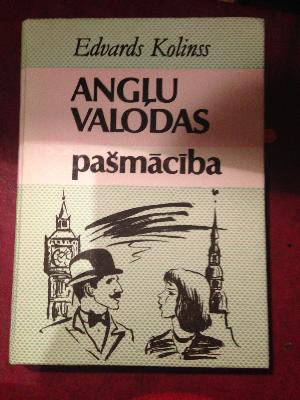 Edvards Kolinss
ANGĻU
VALODAS
pašmācība